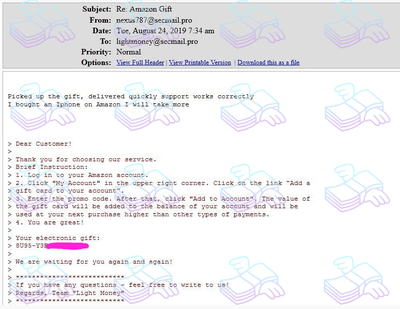 Subject: Re: Amazon Gift
From: nexus787@secmail.pro
Date: Tue, August 24, 2019 7:34 am
To: lightmoney@secmail.pro
Priority: Normal
Options: View Full Header | View Printable Version | Download this as a file
Picked up the gift, delivered quickly support works correctly
I bought an Iphone on Amazon I will take more
> Dear Customer!
>
> Thank you for choosing our service.
> Brief Instruction:
> 1. Log in to your Amazon account.
> 2. Click "My Account" in the upper right corner. Click on the link "Add a
> gift card to your account".
> 3. Enter the promo code. After that, click "Add to Account". The value of
> gift card will be added to the balance of your account and will be
> used at your next purchase higher than other types of payments.
> 4. You are great!
>
> Your electronic gift:
> 8U95-Y3
>
> We are waiting for you again and again!
>
> ***************************
> If you have any questions - feel free to write to us!
> Regards, Team "Light Money"
> ***************************